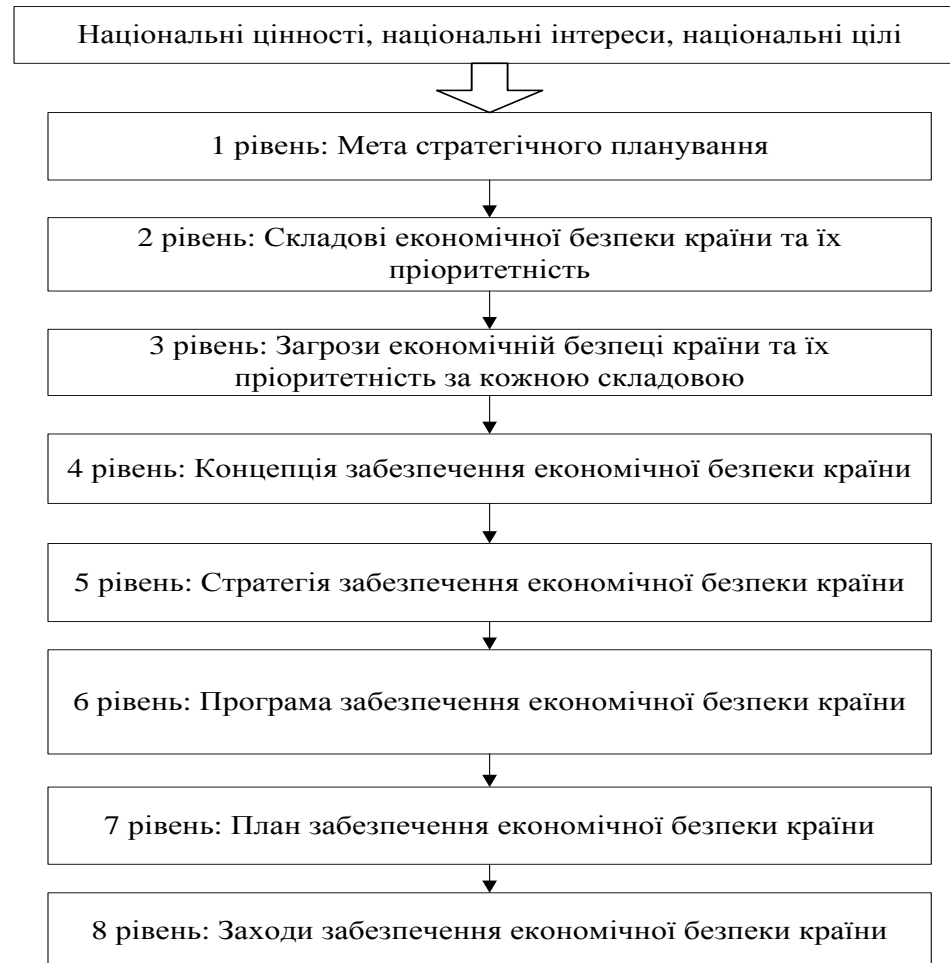 Національні цінності, національні інтереси, національні цілі
1 рівень: Мета стратегічного планування
2 рівень: Складові економічної безпеки країни та їх
пріоритетність
3 рівень: Загрози економічній безпеці країни та їх
пріоритетність за кожною складовою
4 рівень: Концепція забезпечення економічної безпеки країни
5 рівень: Стратегія забезпечення економічної безпеки країни
6 рівень: Програма забезпечення економічної безпеки країни
7 рівень: План забезпечення економічної безпеки країни
8 рівень: Заходи забезпечення економічної безпеки країни